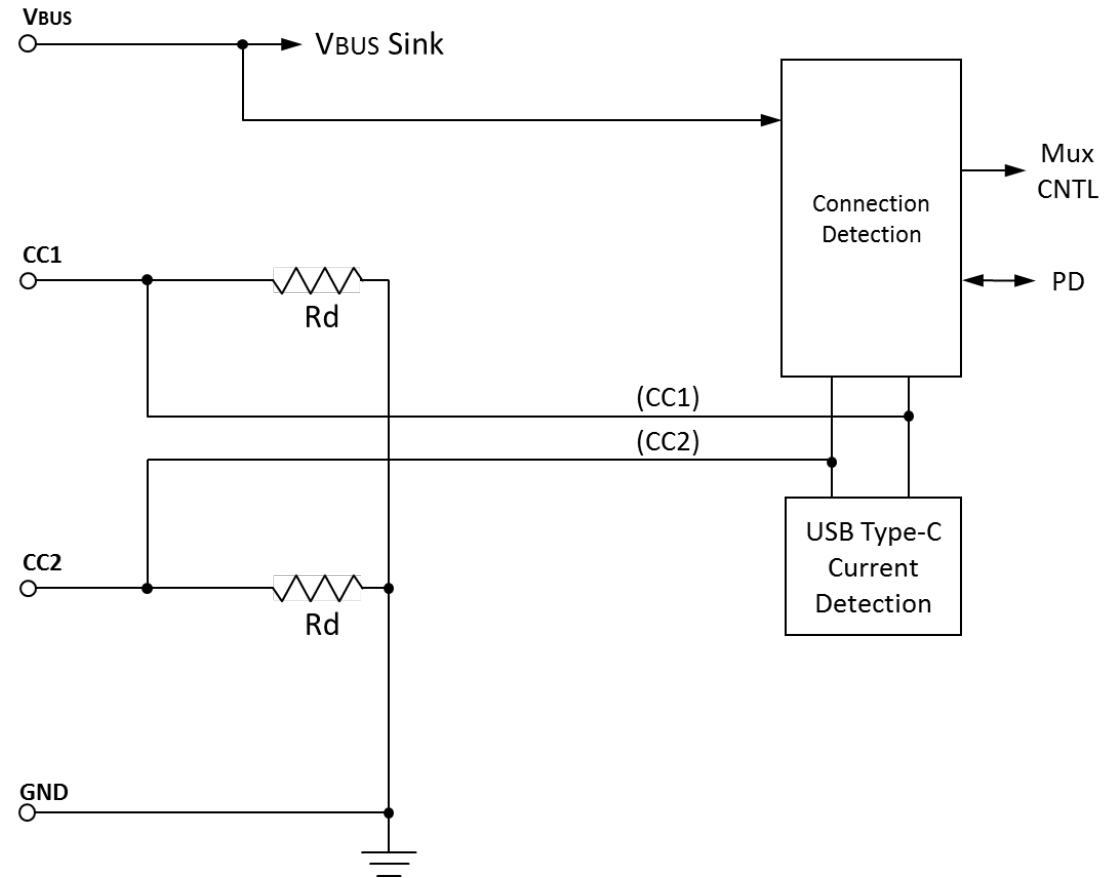 VBUS
VBUS Sink
Mux
CNTL
Connection
Detection
CC1
PD
Rd
(CC1)
(CC2)
USB Type-C
Current
Detection
CC2
Rd
GND